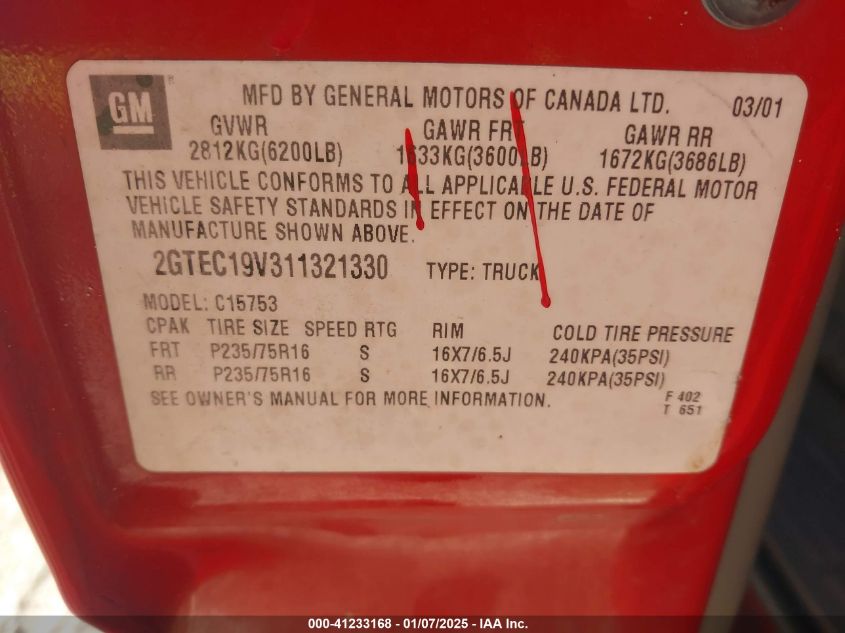 GM ®
MFD BY GENERAL MOTORS OF CANADA LTD. 03/01
GVWR GAWR FRT GAWR RR
2812KG(6200LB) 1633KG(3600LB) 1672KG(3686LB)
THIS VEHICLE CONFORMS TO ALL APPLICABLE U.S. FEDERAL MOTOR
VEHICLE SAFETY STANDARDS IN EFFECT ON THE DATE OF
MANUFACTURE SHOWN ABOVE.
2GTEC19V311321330 TYPE: TRUCK
MODEL: C15753
CPAK TIRE SIZE SPEED RTG RIM COLD TIRE PRESSURE
FRT P235/75R16 S 16X7/6.5J 240KPA(35PSI)
RR P235/75R16 S 16X7/6.5J 240KPA(35PSI)
SEE OWNER'S MANUAL FOR MORE INFORMATION. F 402
T 651
000-41233168 - 01/07/2025 - IAA Inc.